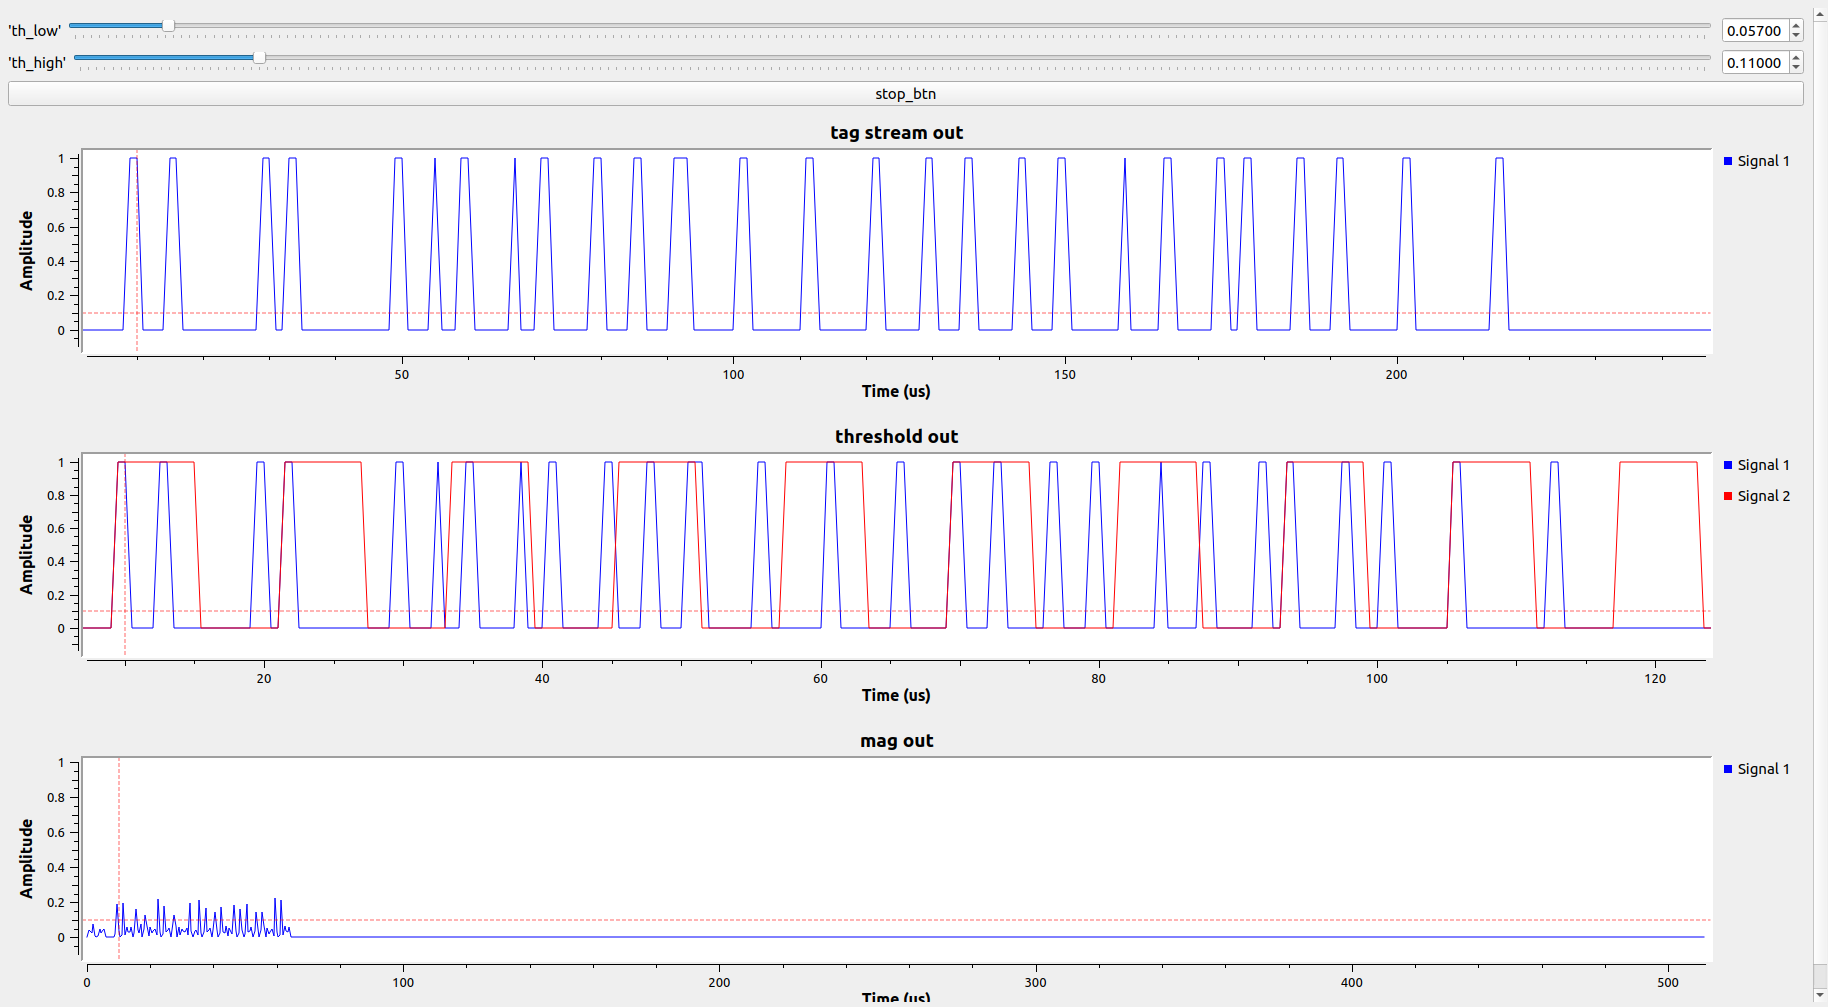 'th_low' 0.05700
'th_high' 0.11000
stop_btn
tag stream out
Signal 1
Amplitude
1
0.8
0.6
0.4
0.2
0
50 100 150 200
Time (us)
threshold out
Signal 1
Signal 2
Amplitude
1
0.8
0.6
0.4
0.2
0
20 40 60 80 100 120
Time (us)
mag out
Signal 1
Amplitude
1
0.8
0.6
0.4
0.2
0
0 100 200 300 400 500
Time (us)